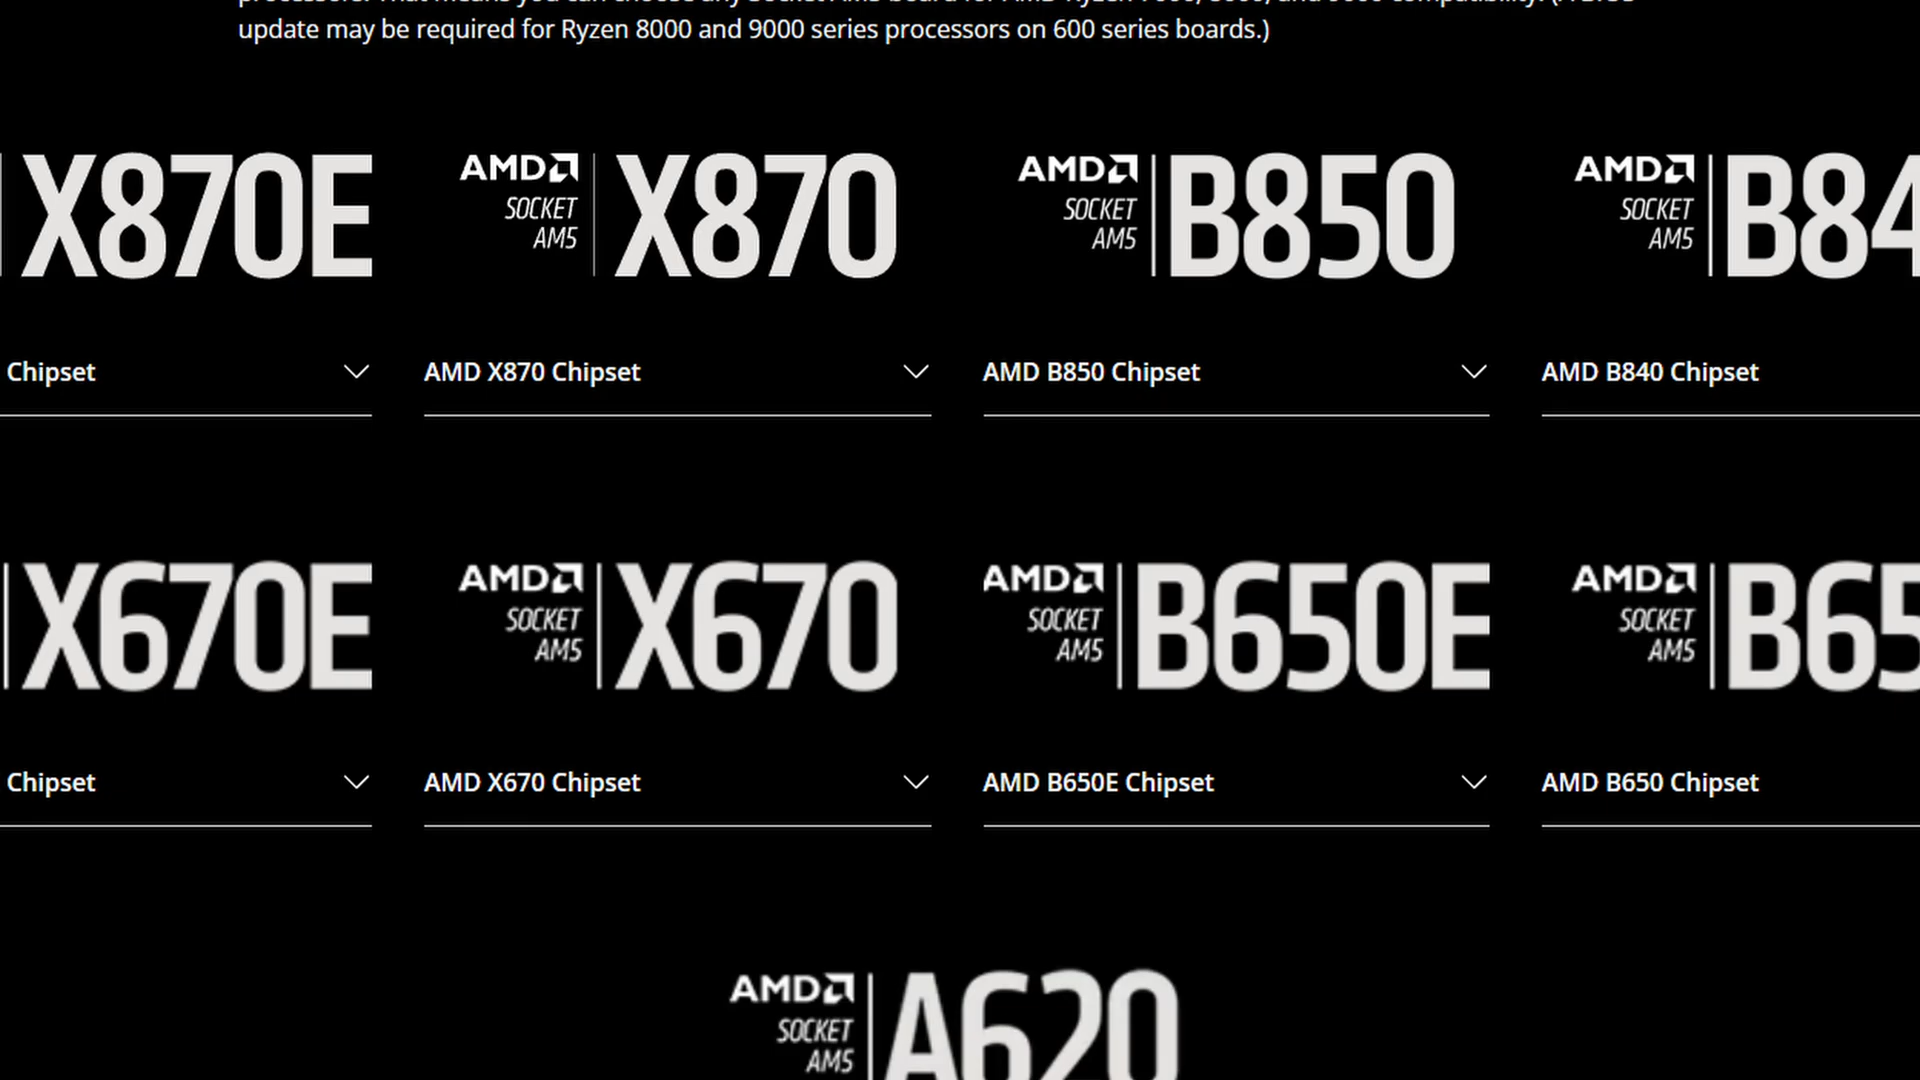 update may be required for Ryzen 8000 and 9000 series processors on 600 series boards.)
X870E
AMD SOCKET AM5 X870
AMD SOCKET AM5 B850
AMD SOCKET AM5 B84
Chipset
AMD X870 Chipset
AMD B850 Chipset
AMD B840 Chipset
X670E
AMD SOCKET AM5 X670
AMD SOCKET AM5 B650E
AMD SOCKET AM5 B65
Chipset
AMD X670 Chipset
AMD B650E Chipset
AMD B650 Chipset
AMD SOCKET AM5 A620